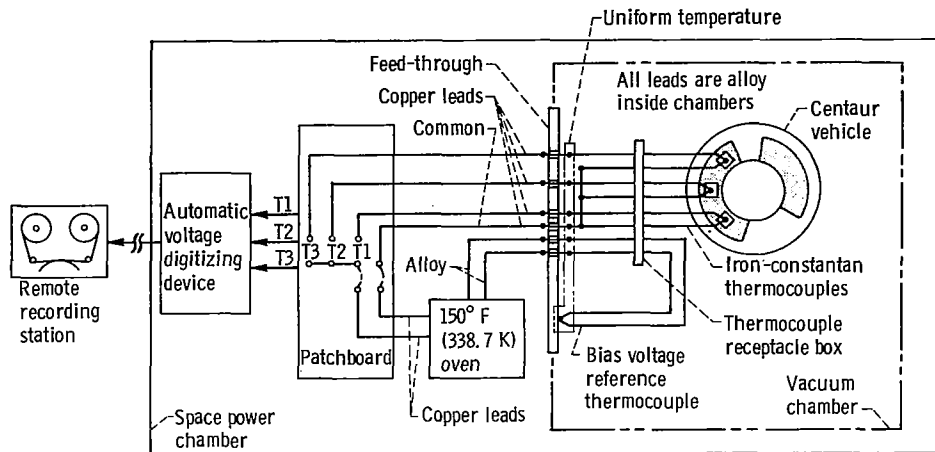 Uniform temperature
Feed-through
Copper leads
Common
All leads are alloy
inside chambers
Centaur
vehicle
Automatic
voltage
digitizing
device
T1
T2
T3
T3
T2
T1
Alloy
Remote
recording
station
Patchboard
150° F
(338.7 K)
oven
Iron-constantan
thermocouples
Thermocouple
receptacle box
Bias voltage
reference
thermocouple
Copper leads
Space power
chamber
Vacuum
chamber